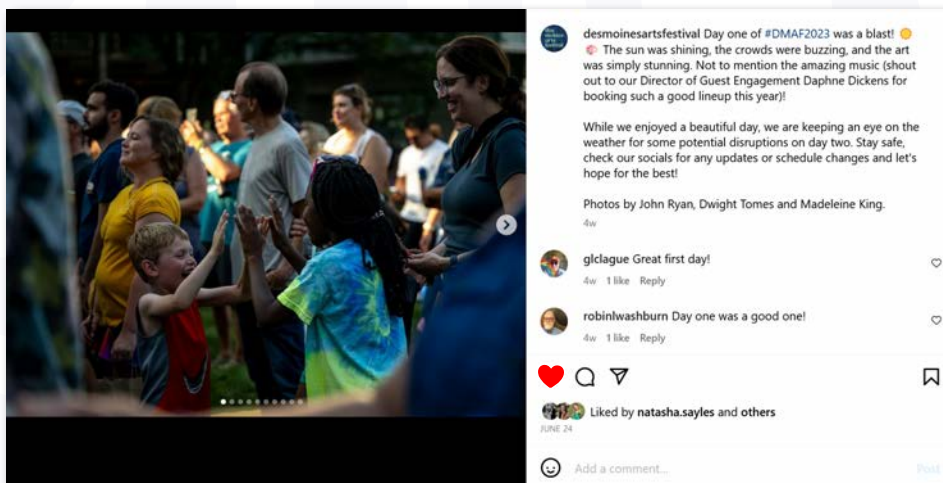 desmoinesartsfestival Day one of #DMAF2023 was a blast! 🌞
🎨 The sun was shining, the crowds were buzzing, and the art
was simply stunning. Not to mention the amazing music (shout
out to our Director of Guest Engagement Daphne Dickens for
booking such a good lineup this year)!
While we enjoyed a beautiful day, we are keeping an eye on the
weather for some potential disruptions on day two. Stay safe,
check our socials for any updates or schedule changes and let's
hope for the best!
Photos by John Ryan, Dwight Tomes and Madeleine King.
4w
glclague Great first day!
4w 1 like Reply
robinlwashburn Day one was a good one!
4w 1 like Reply
Liked by natasha.sayles and others
JUNE 24
Add a comment...
Post